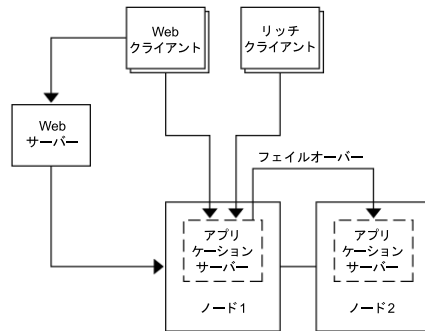 Web
クライアント
リッチ
クライアント
Web
サーバー
フェイルオーバー
アプリ
ケーション
サーバー
アプリ
ケーション
サーバー
ノード1
ノード2